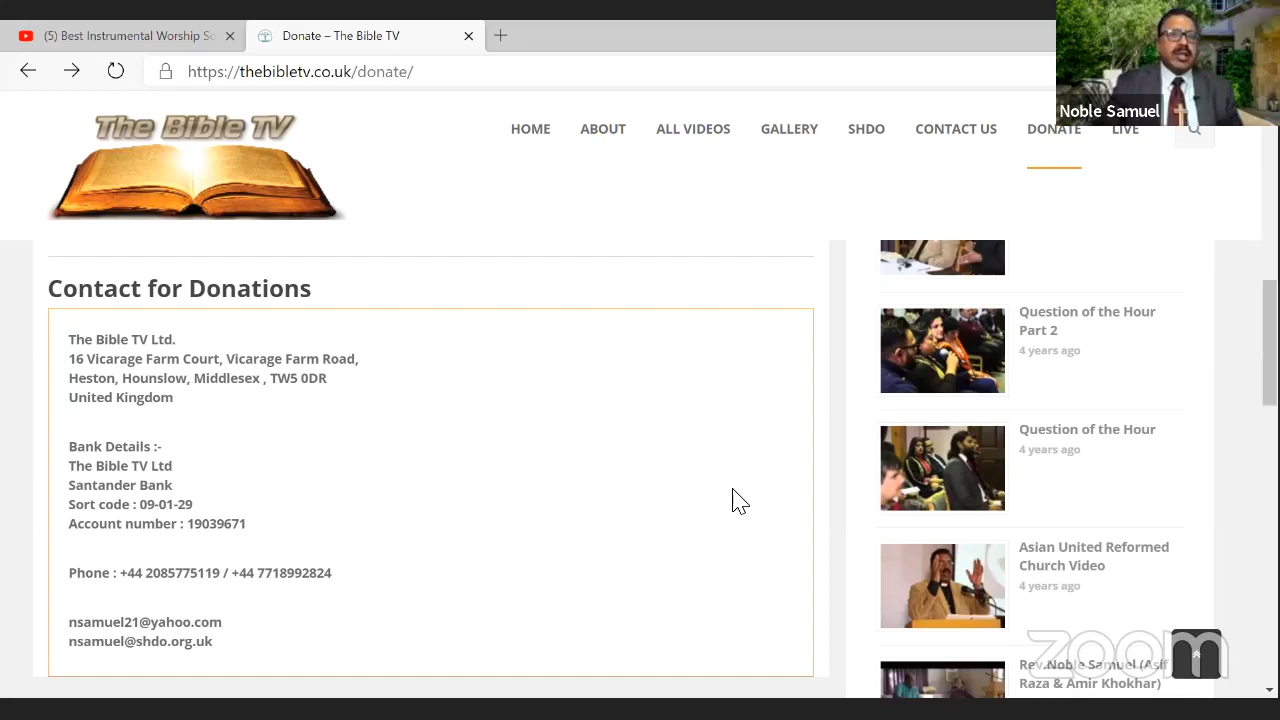 (5) Best Instrumental Worship So
Donate – The Bible TV
https://thebibletv.co.uk/donate/
Noble Samuel
The Bible TV
HOME ABOUT ALL VIDEOS GALLERY SHDO CONTACT US DONATE LIVE
Contact for Donations
The Bible TV Ltd.
16 Vicarage Farm Court, Vicarage Farm Road,
Heston, Hounslow, Middlesex , TW5 0DR
United Kingdom
Bank Details :-
The Bible TV Ltd
Santander Bank
Sort code : 09-01-29
Account number : 19039671
Phone : +44 2085775119 / +44 7718992824
nsamuel21@yahoo.com
nsamuel@shdo.org.uk
Question of the Hour
Part 2
4 years ago
Question of the Hour
4 years ago
Asian United Reformed
Church Video
4 years ago
Rev.Noble Samuel (Asif
Raza & Amir Khokhar)
zoom